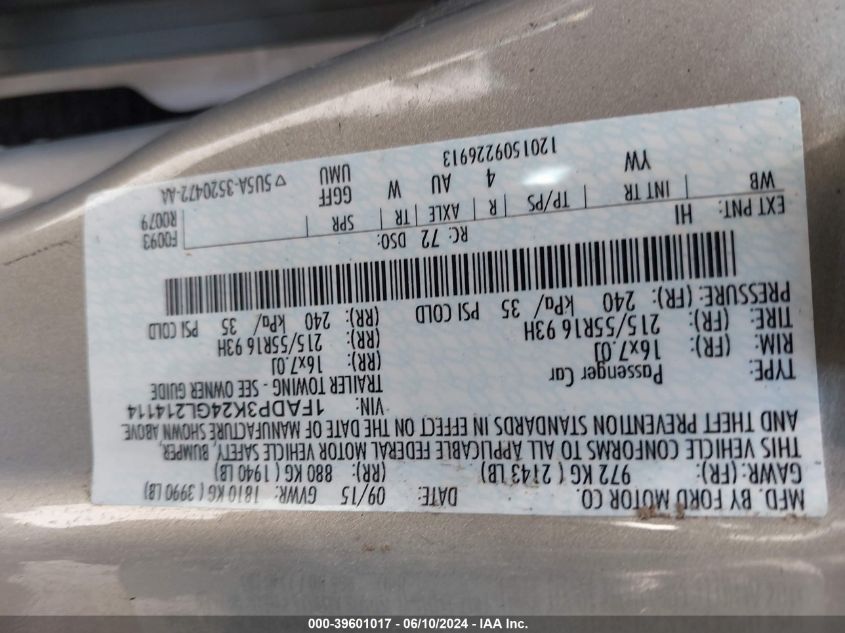 MFD. BY FORD MOTOR CO.
DATE: 09/15 GVWR: 1810 KG ( 3990 LB)
GAWR: (FR): 972 KG ( 2143 LB) (RR): 880 KG ( 1940 LB)
THIS VEHICLE CONFORMS TO ALL APPLICABLE FEDERAL MOTOR VEHICLE SAFETY, BUMPER,
AND THEFT PREVENTION STANDARDS IN EFFECT ON THE DATE OF MANUFACTURE SHOWN ABOVE
VIN: 1FADP3K24GL214114
TYPE: Passenger Car TRAILER TOWING - SEE OWNER GUIDE
RIM: (FR): 16x7.0J (RR): 16x7.0J
TIRE: (FR): 215/55R16 93H (RR): 215/55R16 93H
PRESSURE: (FR): 240 kPa/ 35 PSI COLD (RR): 240 kPa/ 35 PSI COLD
EXT PNT: HI RC: 72 DSO: F0093
WB INT TR TP/PS R AXLE TR SPR R0079
YW 4 AU W GGFF ▽ 5U5A-3520472-AA
UMU
1201509226913
000-39601017 - 06/10/2024 - IAA Inc.